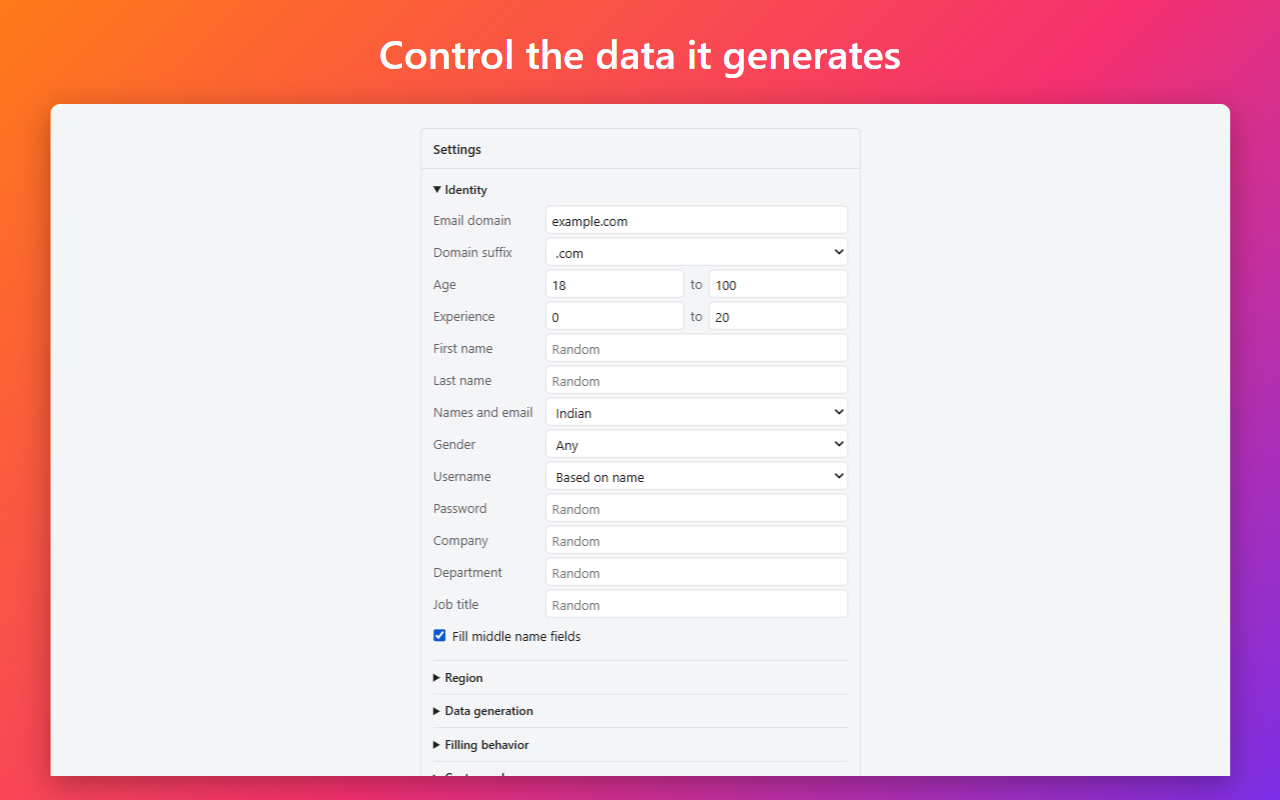 Control the data it generates
Settings
Identity
Email domain example.com
Domain suffix .com
Age 18 to 100
Experience 0 to 20
First name Random
Last name Random
Names and email Indian
Gender Any
Username Based on name
Password Random
Company Random
Department Random
Job title Random
Fill middle name fields
Region
Data generation
Filling behavior